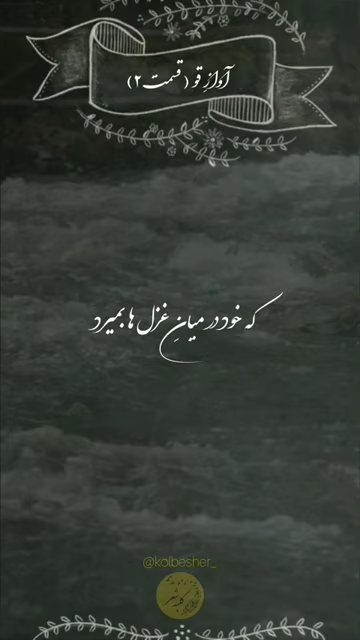 آوازِ قو (قسمت ۲)
که خود در میانِ غزل ها بمیرد
@kolbesher_